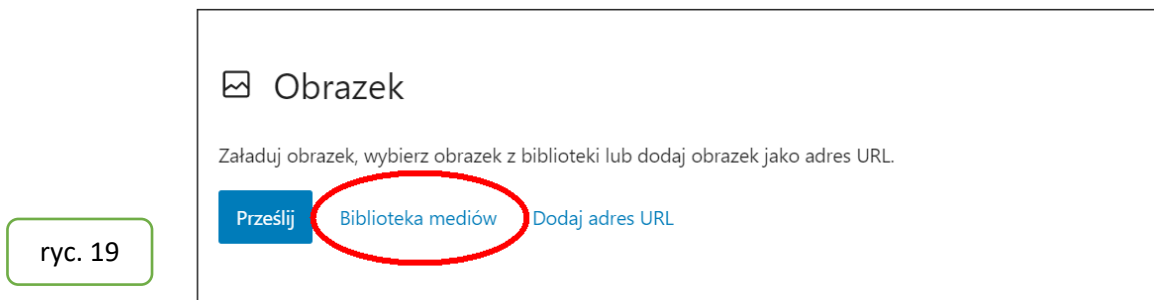 Obrazek
Załaduj obrazek, wybierz obrazek z biblioteki lub dodaj obrazek jako adres URL.
Prześlij Biblioteka mediów Dodaj adres URL
ryc. 19